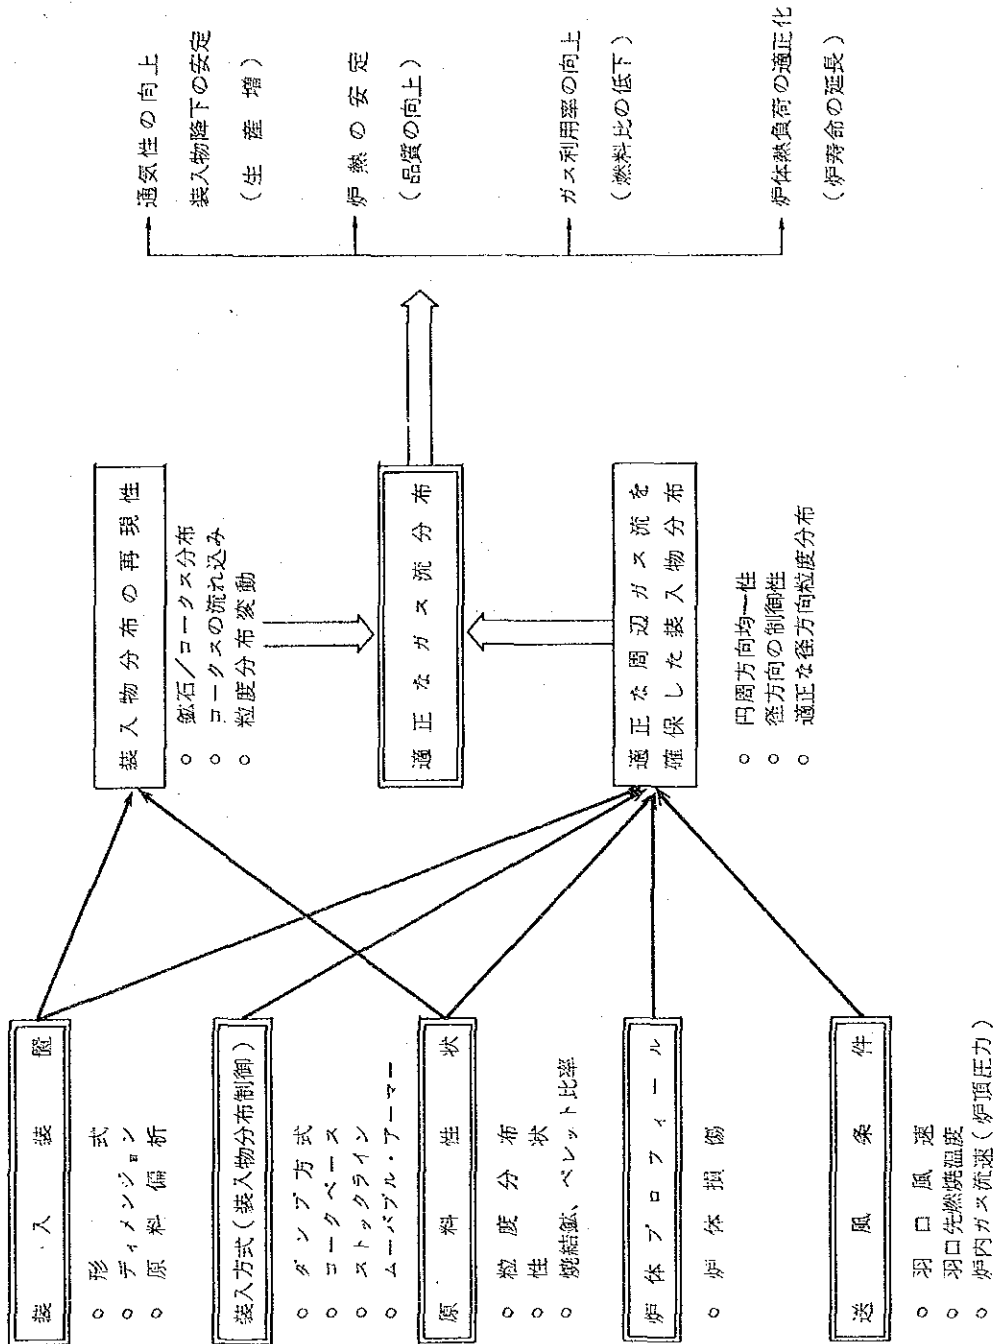 装入装置
○ 形式
○ ディメンジョン
○ 原料偏析
装入方式(装入物分布制御)
○ ダンプ方式
○ コークベース
○ ストックライン
○ ムーバブル・アーマー
原料性状
○ 粒度分布
○ 性状
○ 焼結鉱、ペレット比率
炉体プロフィール
○ 炉体損傷
送風条件
○ 羽口風速
○ 羽口先燃焼温度
○ 炉内ガス流速(炉頂圧力)
装入物分布の再現性
○ 鉱石/コークス分布
○ コークスの流れ込み
○ 粒度分布変動
適正なガス流分布
適正な周辺ガス流を
確保した装入物分布
○ 円周方向均一性
○ 径方向の制御性
○ 適正な径方向粒度分布
通気性の向上
装入物降下の安定
(生産増)
炉熱の安定
(品質の向上)
ガス利用率の向上
(燃料比の低下)
炉体熱負荷の適正化
(炉寿命の延長)